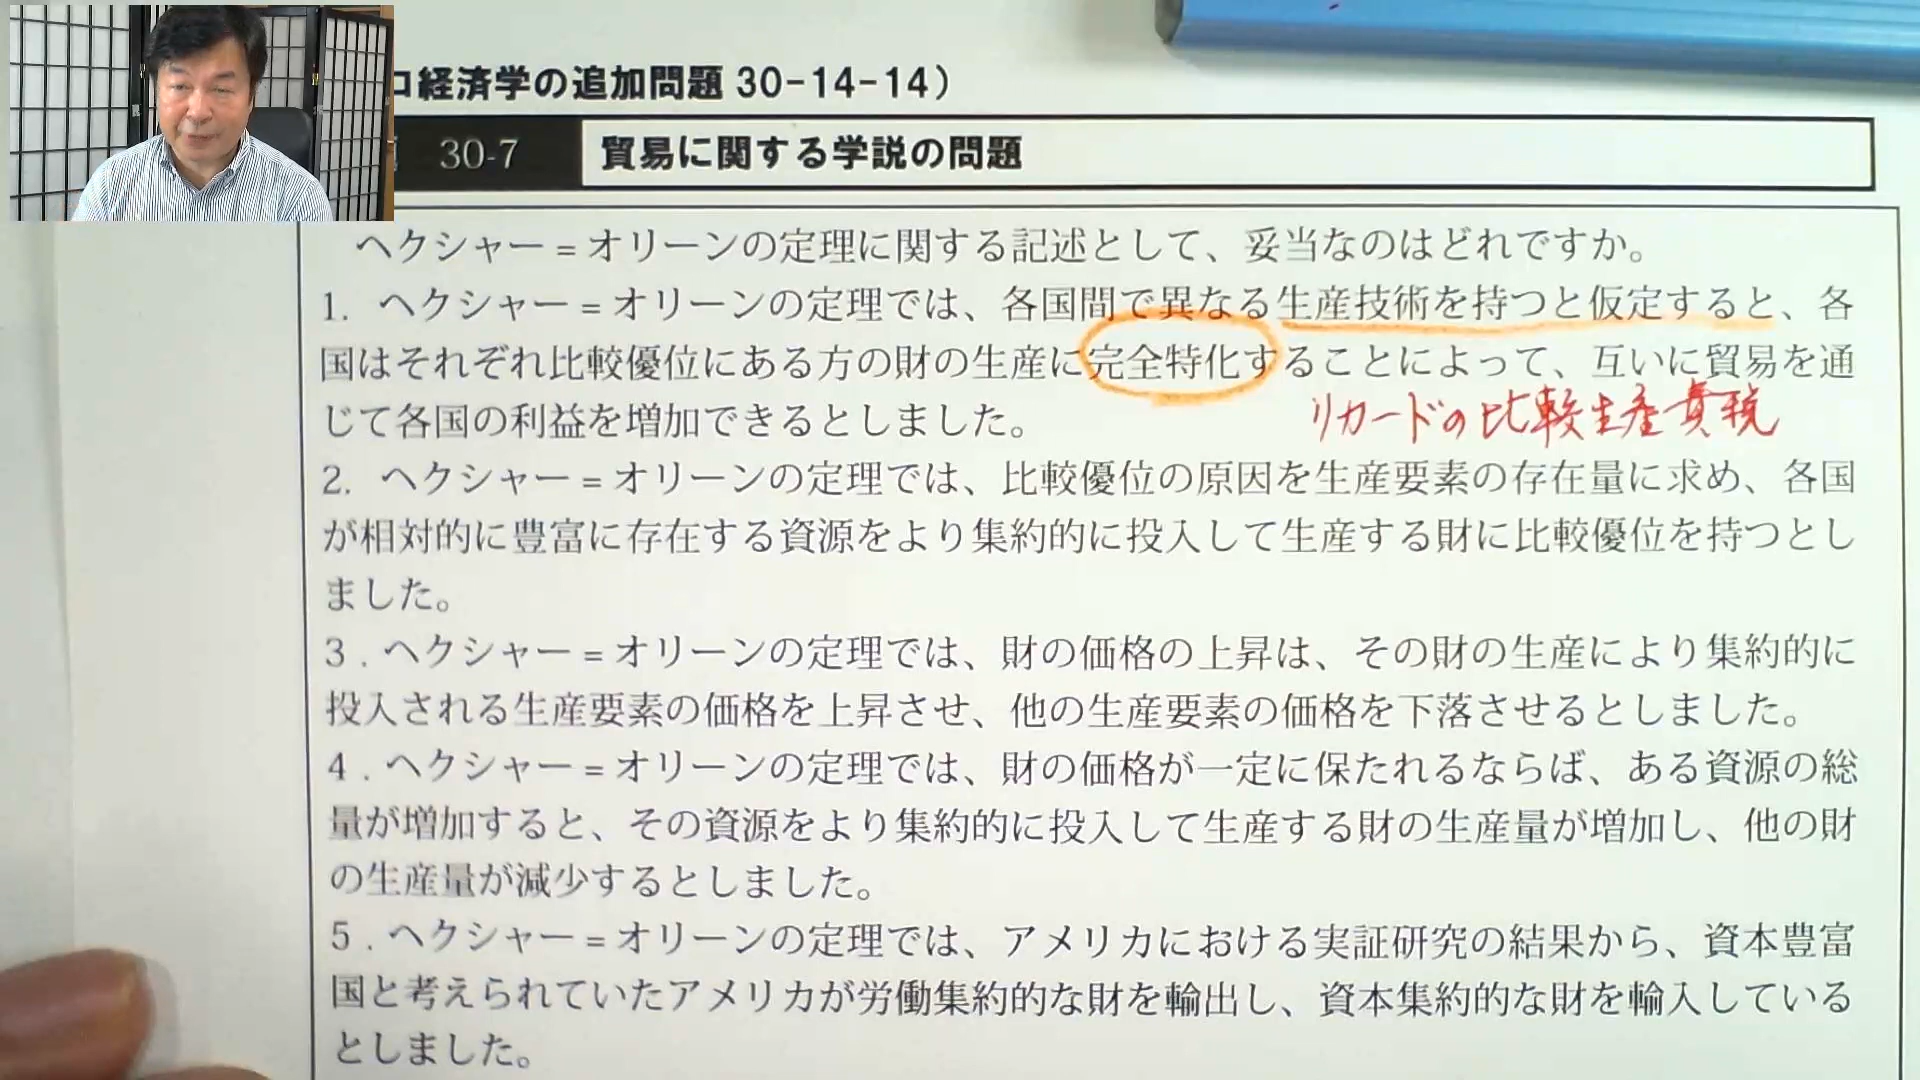 ロ経済学の追加問題 30-14-14）
30-7 貿易に関する学説の問題
ヘクシャー＝オリーンの定理に関する記述として、妥当なのはどれですか。
1. ヘクシャー＝オリーンの定理では、各国間で異なる生産技術を持つと仮定すると、各
国はそれぞれ比較優位にある方の財の生産に完全特化することによって、互いに貿易を通
じて各国の利益を増加できるとしました。
リカードの比較生産費説
2. ヘクシャー＝オリーンの定理では、比較優位の原因を生産要素の存在量に求め、各国
が相対的に豊富に存在する資源をより集約的に投入して生産する財に比較優位を持つとし
ました。
3．ヘクシャー＝オリーンの定理では、財の価格の上昇は、その財の生産により集約的に
投入される生産要素の価格を上昇させ、他の生産要素の価格を下落させるとしました。
4．ヘクシャー＝オリーンの定理では、財の価格が一定に保たれるならば、ある資源の総
量が増加すると、その資源をより集約的に投入して生産する財の生産量が増加し、他の財
の生産量が減少するとしました。
5．ヘクシャー＝オリーンの定理では、アメリカにおける実証研究の結果から、資本豊富
国と考えられていたアメリカが労働集約的な財を輸出し、資本集約的な財を輸入している
としました。